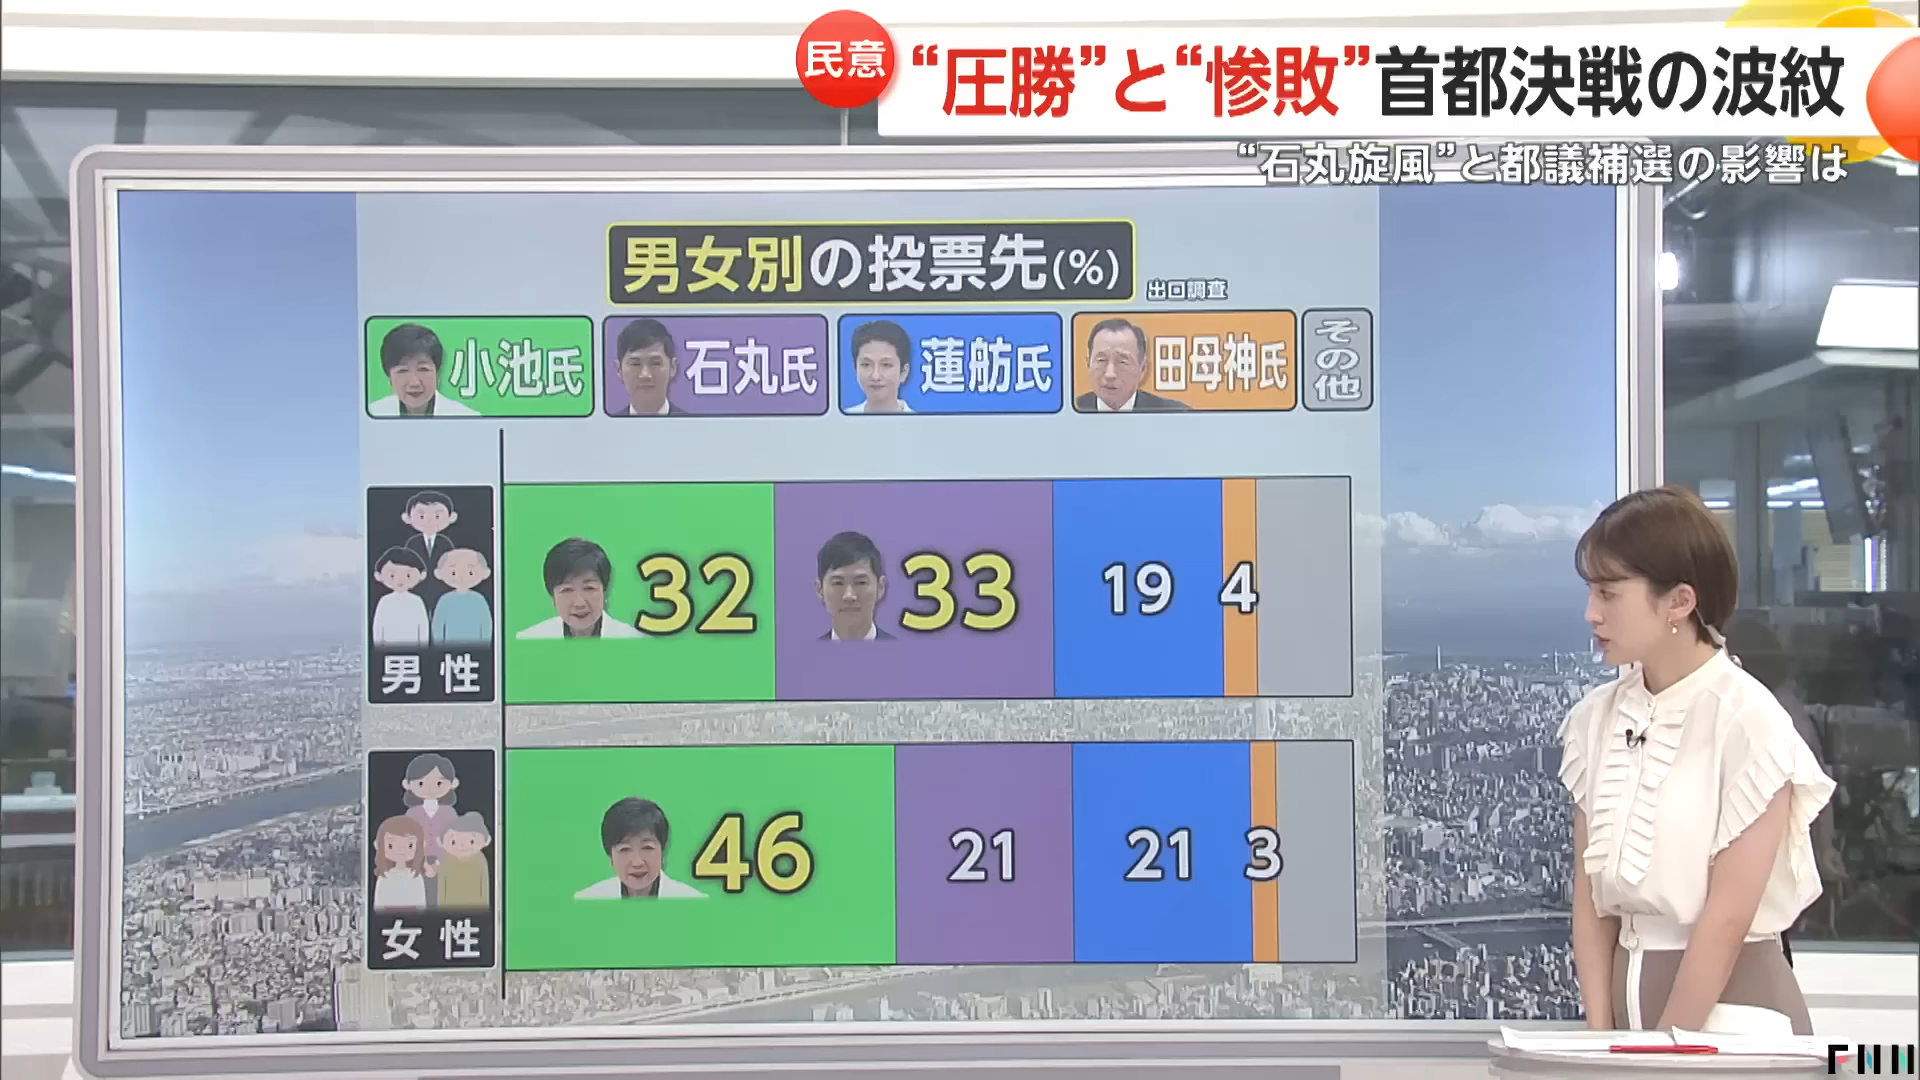 民意
“圧勝”と“惨敗”首都決戦の波紋
“石丸旋風”と都議補選の影響は
男女別の投票先(%)
出口調査
小池氏 石丸氏 蓮舫氏 田母神氏 その他
男性 32 33 19 4
女性 46 21 21 3
FNN